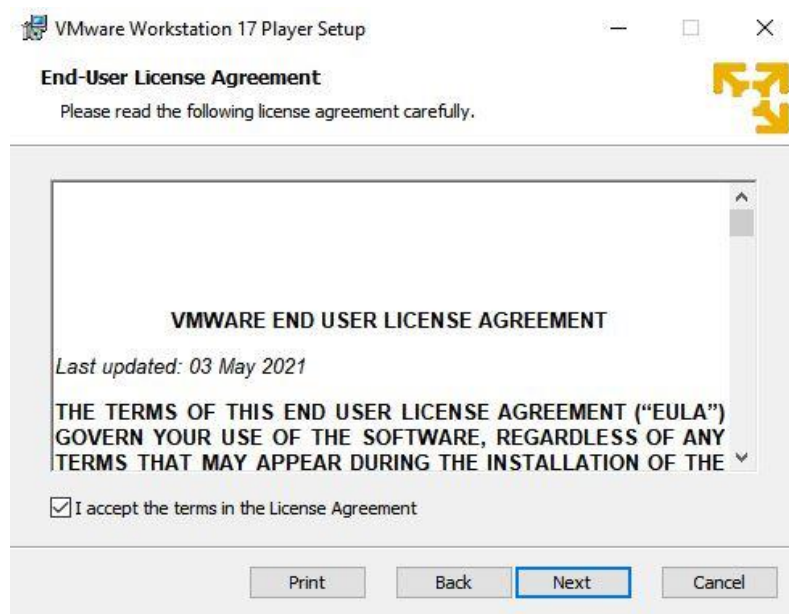 VMware Workstation 17 Player Setup
End-User License Agreement
Please read the following license agreement carefully.
VMWARE END USER LICENSE AGREEMENT
Last updated: 03 May 2021
THE TERMS OF THIS END USER LICENSE AGREEMENT (“EULA”)
GOVERN YOUR USE OF THE SOFTWARE, REGARDLESS OF ANY
TERMS THAT MAY APPEAR DURING THE INSTALLATION OF THE
I accept the terms in the License Agreement
Print Back Next Cancel